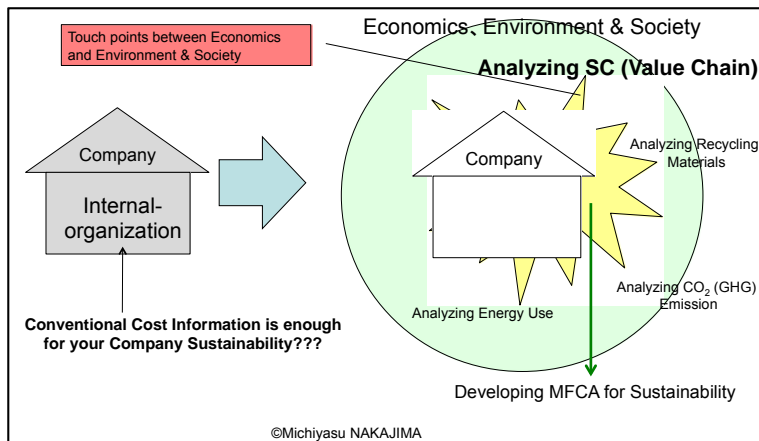 Touch points between Economics
and Environment & Society
Economics、Environment & Society
Analyzing SC (Value Chain)
Company
Internal-
organization
Company
Analyzing Recycling
Materials
Analyzing CO₂ (GHG)
Emission
Analyzing Energy Use
Conventional Cost Information is enough
for your Company Sustainability???
Developing MFCA for Sustainability
©Michiyasu NAKAJIMA